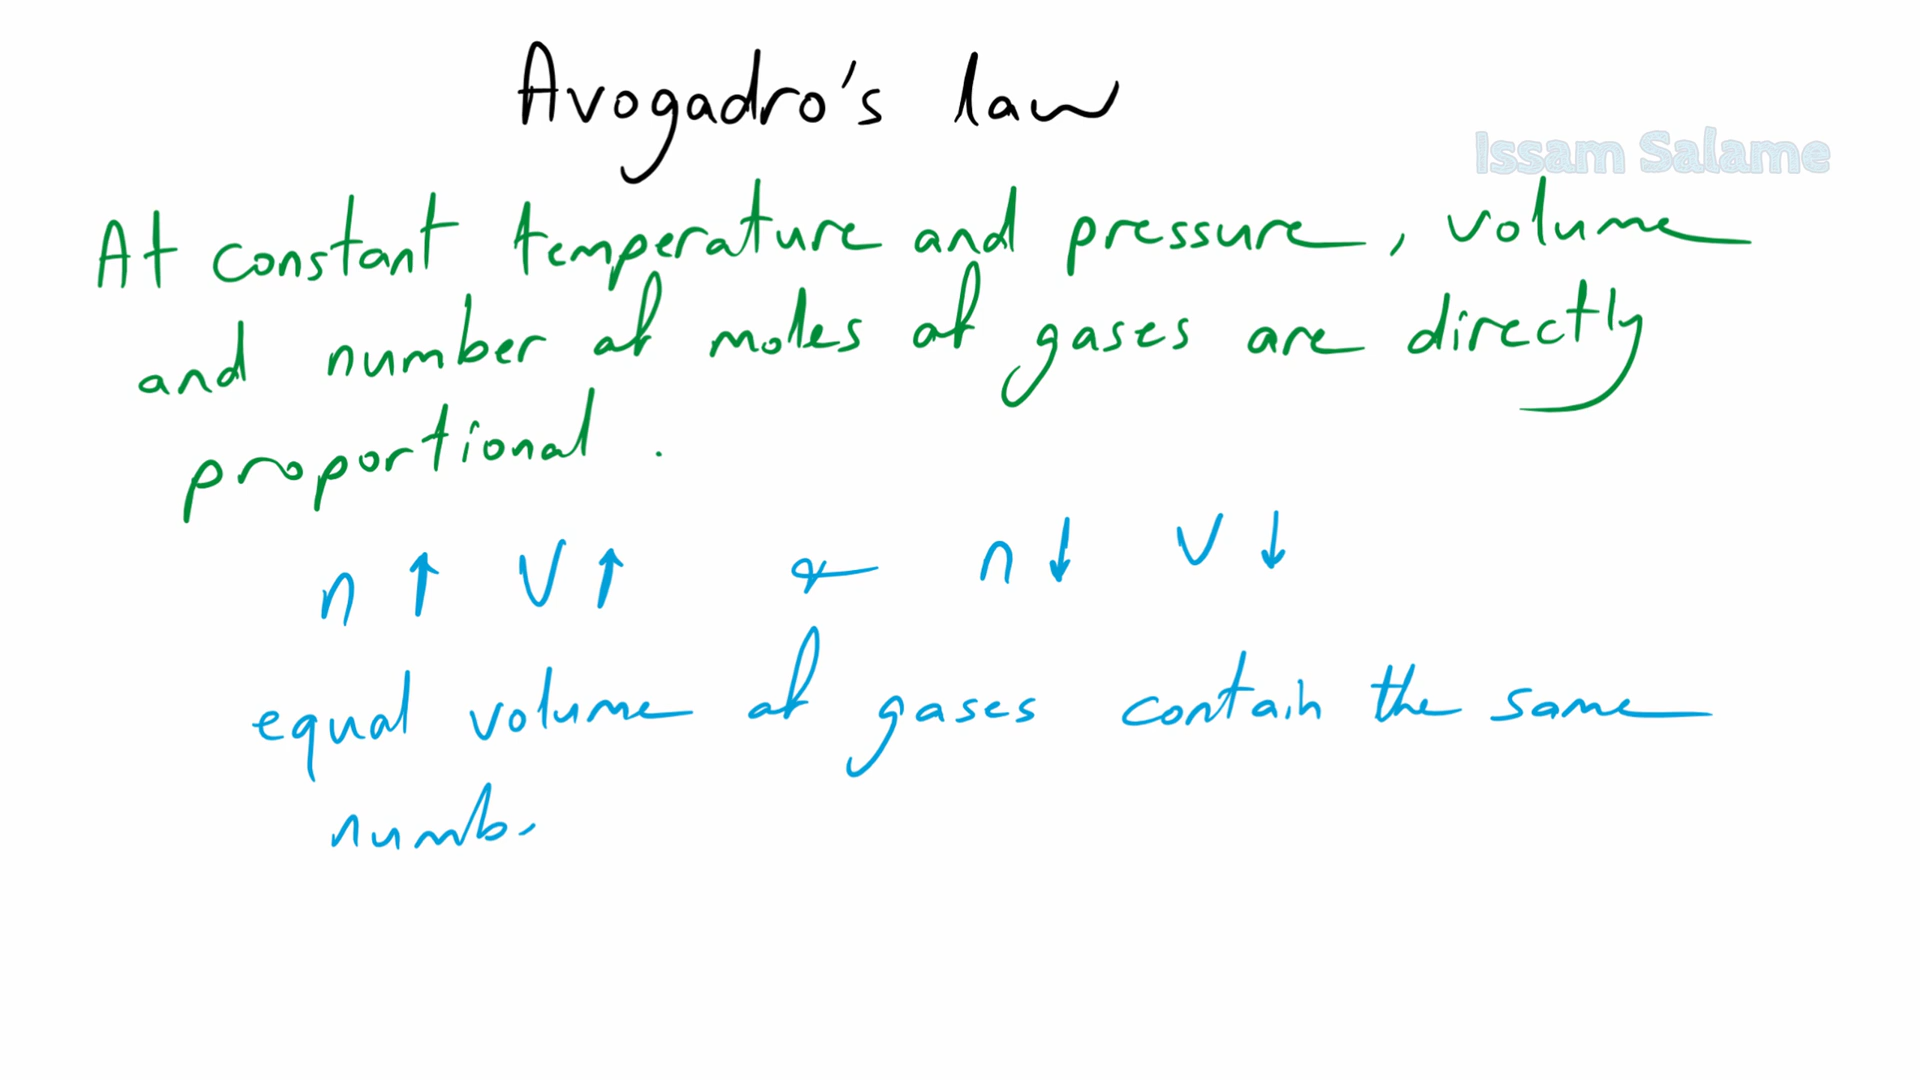 Avogadro's law
Issam Salame
At constant temperature and pressure, volume
and number of moles of gases are directly
proportional.
n ↑ V ↑ & n ↓ V ↓
equal volume of gases contain the same
numb